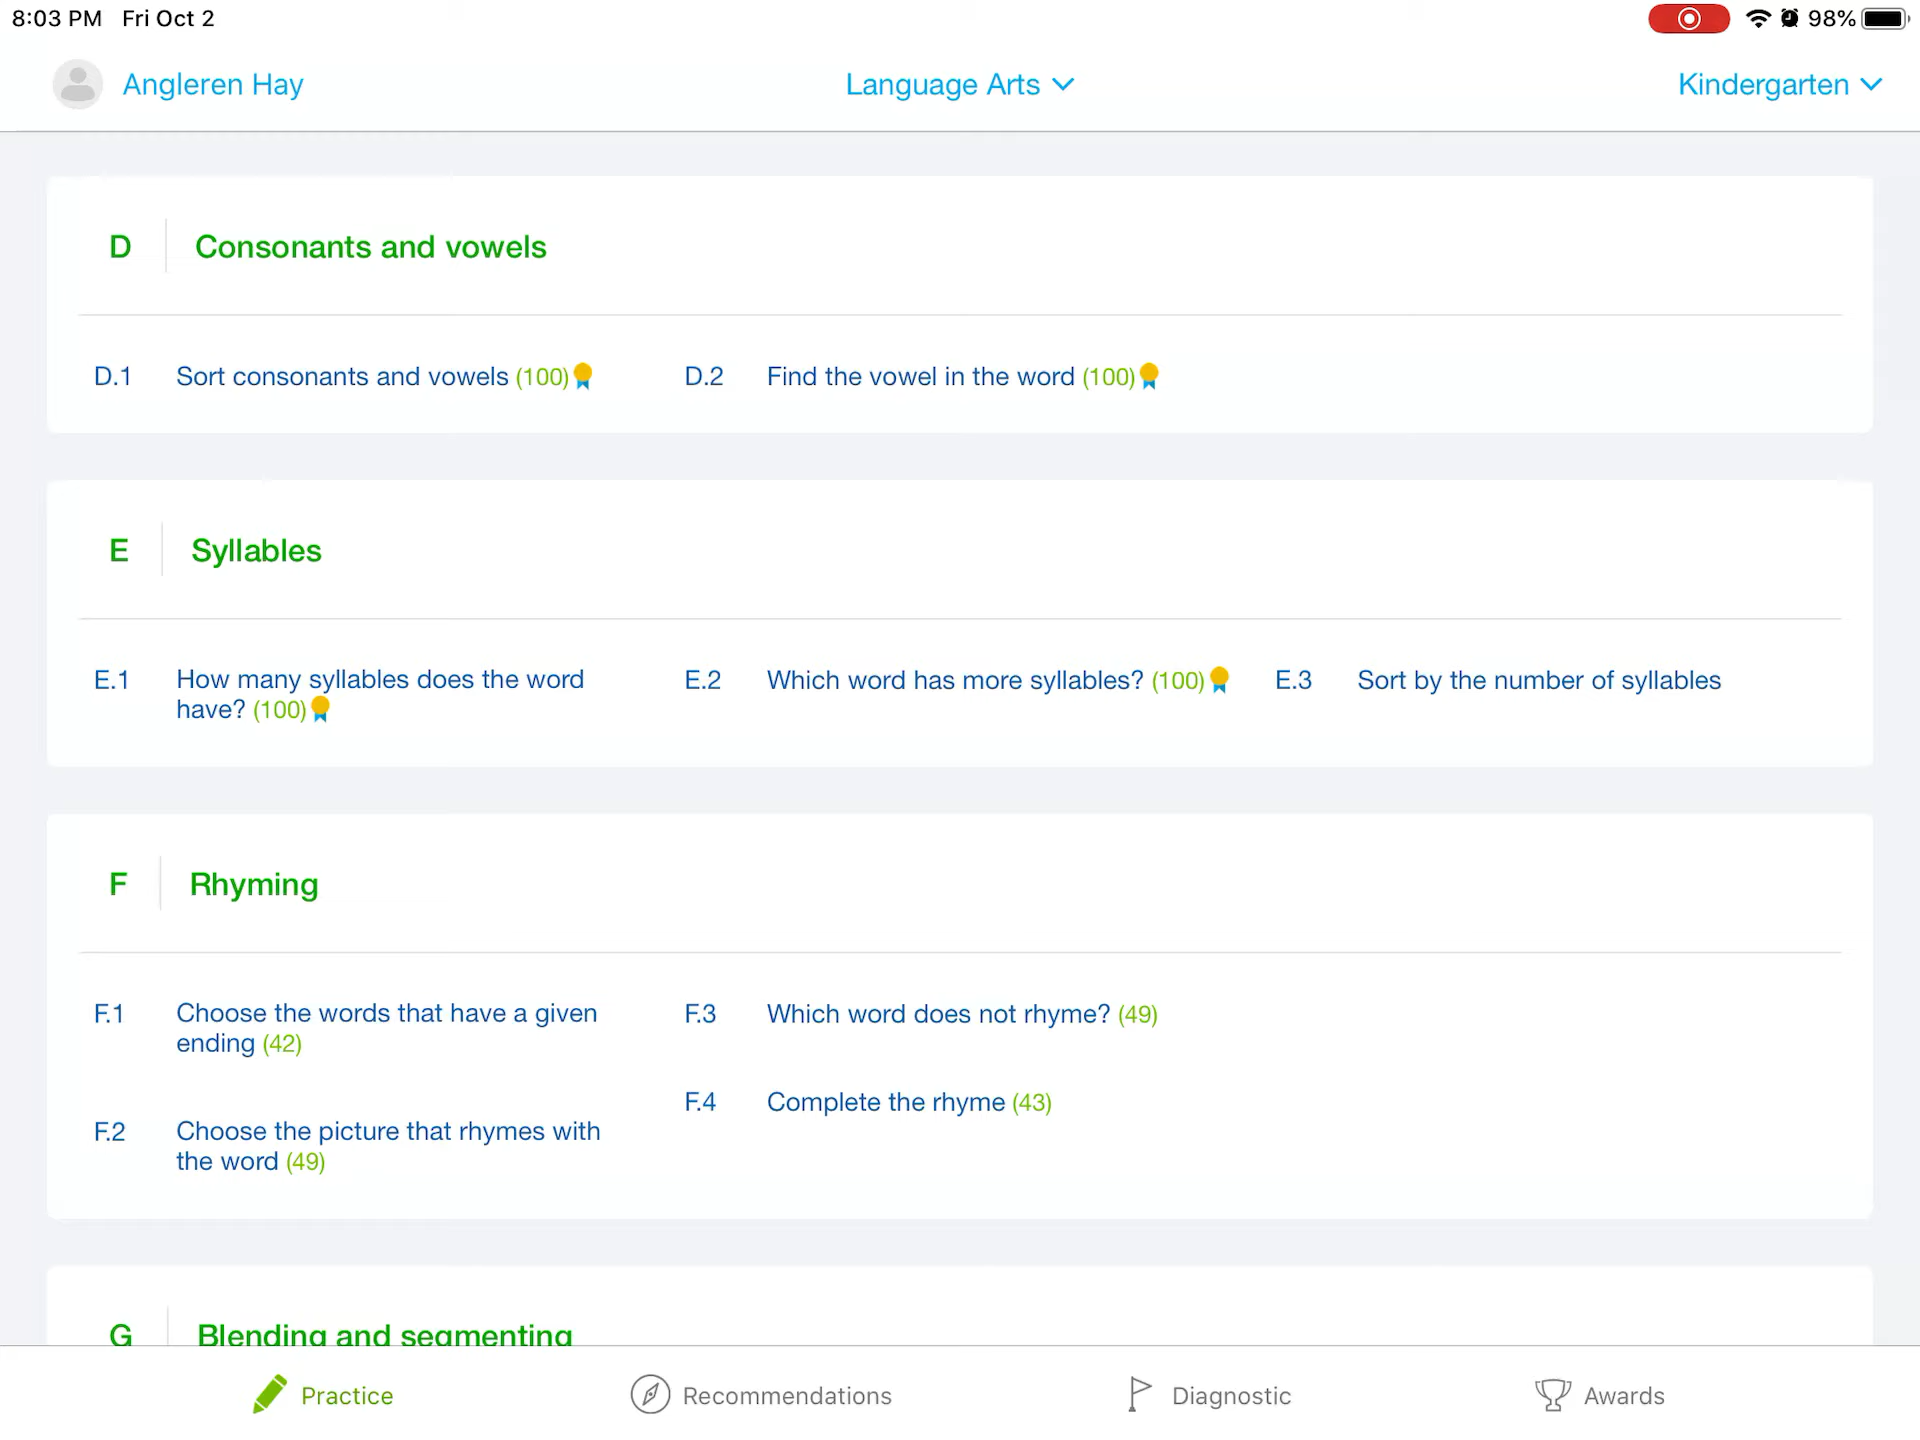 8:03 PM Fri Oct 2 98%
Angleren Hay Language Arts Kindergarten
D Consonants and vowels
D.1 Sort consonants and vowels (100) D.2 Find the vowel in the word (100)
E Syllables
E.1 How many syllables does the word have? (100) E.2 Which word has more syllables? (100) E.3 Sort by the number of syllables
F Rhyming
F.1 Choose the words that have a given
ending (42)
F.3 Which word does not rhyme? (49)
F.2 Choose the picture that rhymes with
the word (49)
F.4 Complete the rhyme (43)
G Blending and segmenting
Practice Recommendations Diagnostic Awards